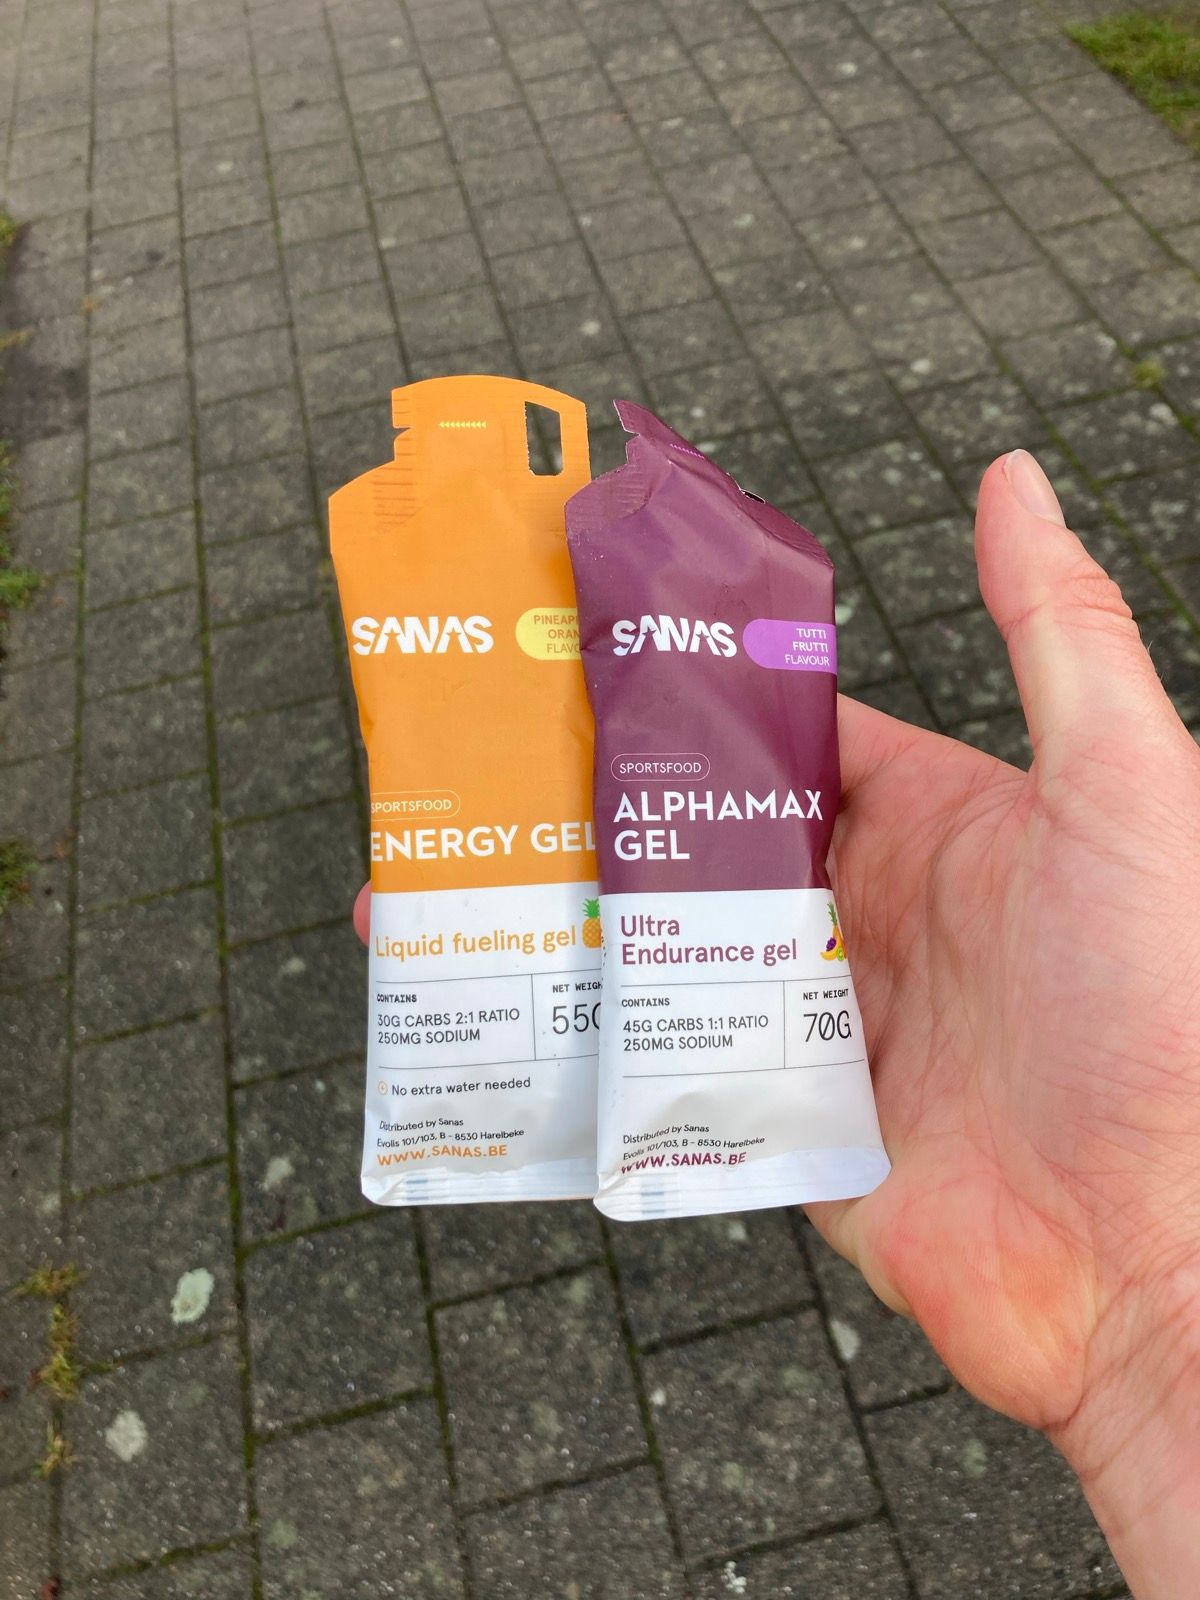 SANAS
ORAN
FLAVO
SPORTSFOOD
ENERGY GEL
Liquid fueling gel
CONTAINS
30G CARBS 2:1 RATIO
250MG SODIUM
NET WEIGH
55G
No extra water needed
Distributed by Sanas
Evolis 101/103, B - 8530 Harelbeke
WWW.SANAS.BE
SANAS
TUTTI
FRUTTI
FLAVOUR
SPORTSFOOD
ALPHAMAX
GEL
Ultra
Endurance gel
CONTAINS
45G CARBS 1:1 RATIO
250MG SODIUM
NET WEIGHT
70G
Distributed by Sanas
Evolis 101/103, B - 8530 Harelbeke
WWW.SANAS.BE